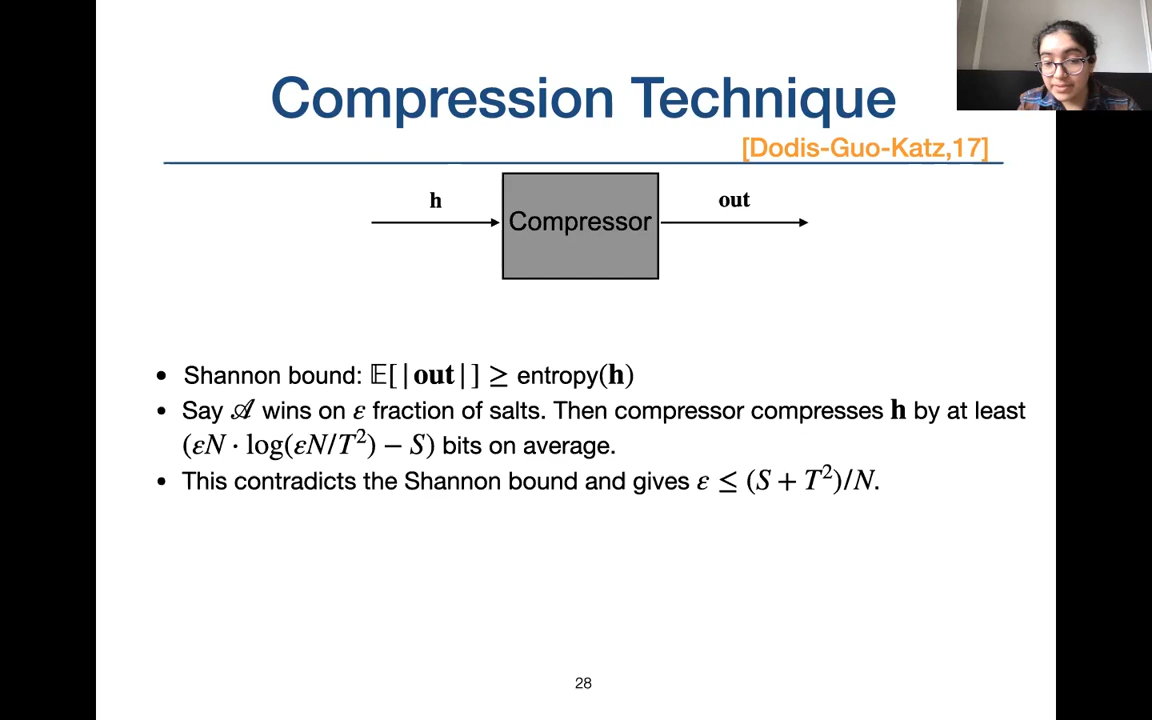 Compression Technique
[Dodis-Guo-Katz,17]
h
out
Compressor
• Shannon bound: 𝔼[|out|] ≥ entropy(h)
• Say 𝒜 wins on ε fraction of salts. Then compressor compresses h by at least
(εN · log(εN/T²) − S) bits on average.
• This contradicts the Shannon bound and gives ε ≤ (S + T²)/N.
28